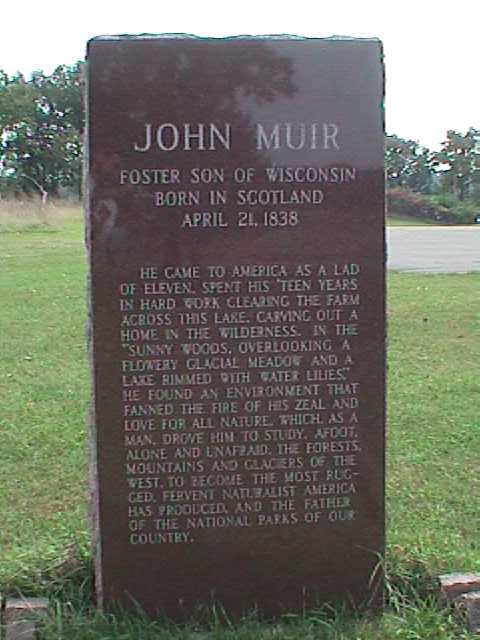 JOHN MUIR
FOSTER SON OF WISCONSIN
BORN IN SCOTLAND
APRIL 21, 1838
HE CAME TO AMERICA AS A LAD
OF ELEVEN, SPENT HIS 'TEEN YEARS
IN HARD WORK CLEARING THE FARM
ACROSS THIS LAKE, CARVING OUT A
HOME IN THE WILDERNESS. IN THE
"SUNNY WOODS, OVERLOOKING A
FLOWERY GLACIAL MEADOW AND A
LAKE RIMMED WITH WATER LILIES,"
HE FOUND AN ENVIRONMENT THAT
FANNED THE FIRE OF HIS ZEAL AND
LOVE FOR ALL NATURE, WHICH, AS A
MAN, DROVE HIM TO STUDY, AFOOT,
ALONE AND UNAFRAID, THE FORESTS,
MOUNTAINS AND GLACIERS OF THE
WEST, TO BECOME THE MOST RUG-
GED, FERVENT NATURALIST AMERICA
HAS PRODUCED, AND THE FATHER
OF THE NATIONAL PARKS OF OUR
COUNTRY.